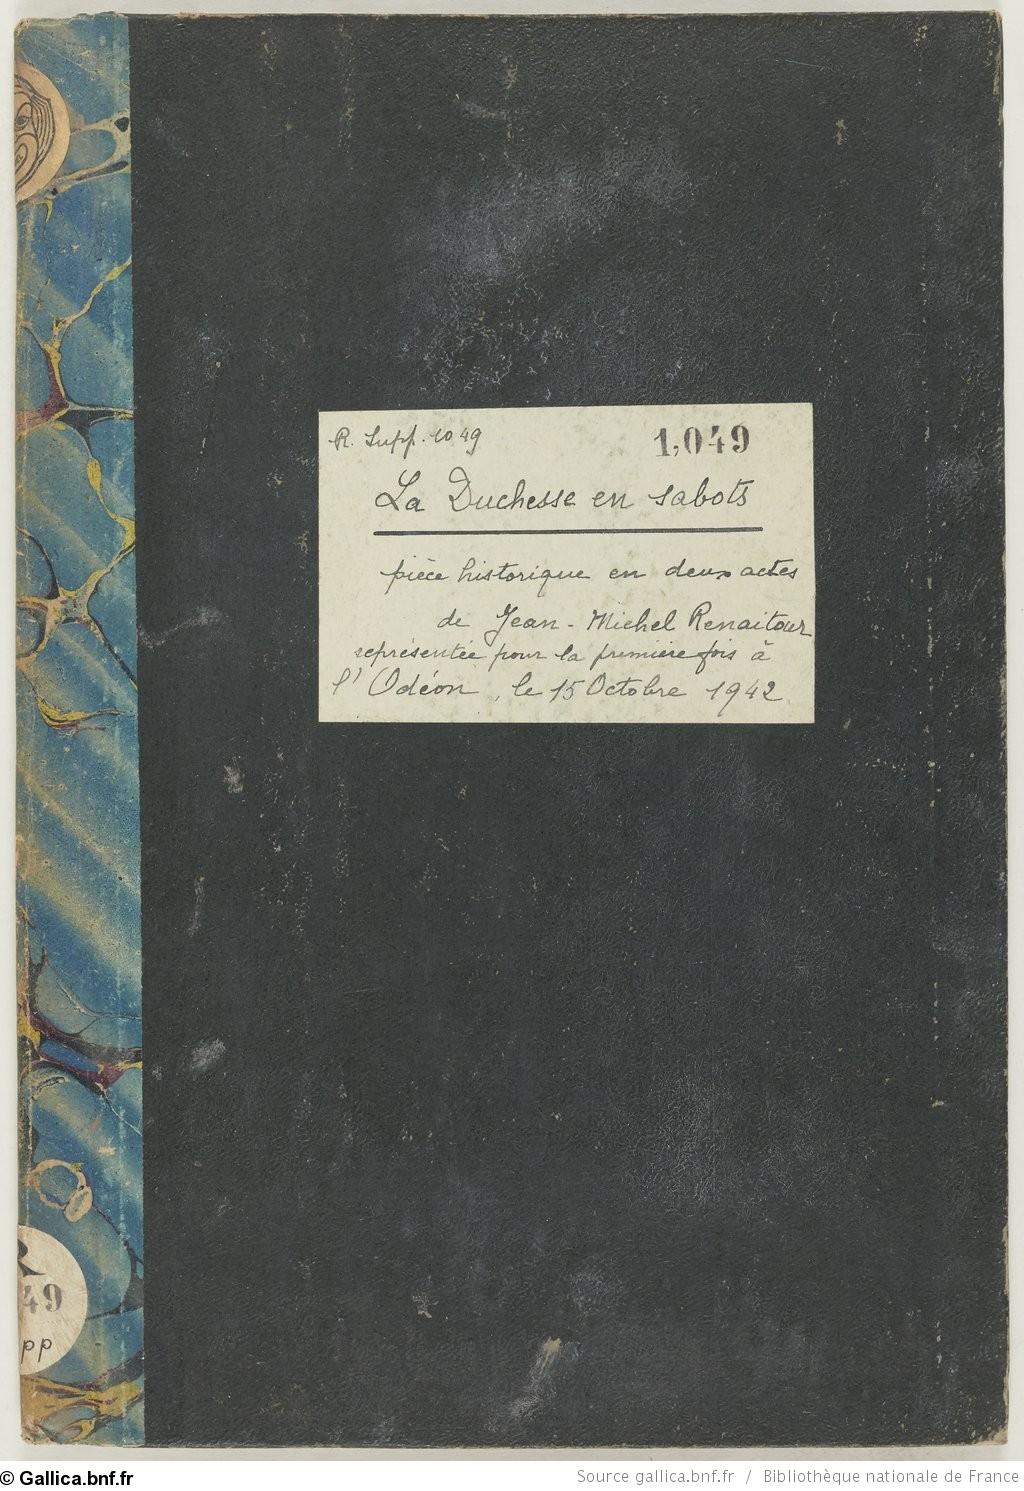 R. Supp. 1049
1,049
La Duchesse en sabots
pièce historique en deux actes
de Jean-Michel Renaitour
représentée pour la première fois à
l'Odéon, le 15 Octobre 1942.
R
49
pp
© Gallica.bnf.fr
Source gallica.bnf.fr / Bibliothèque nationale de France